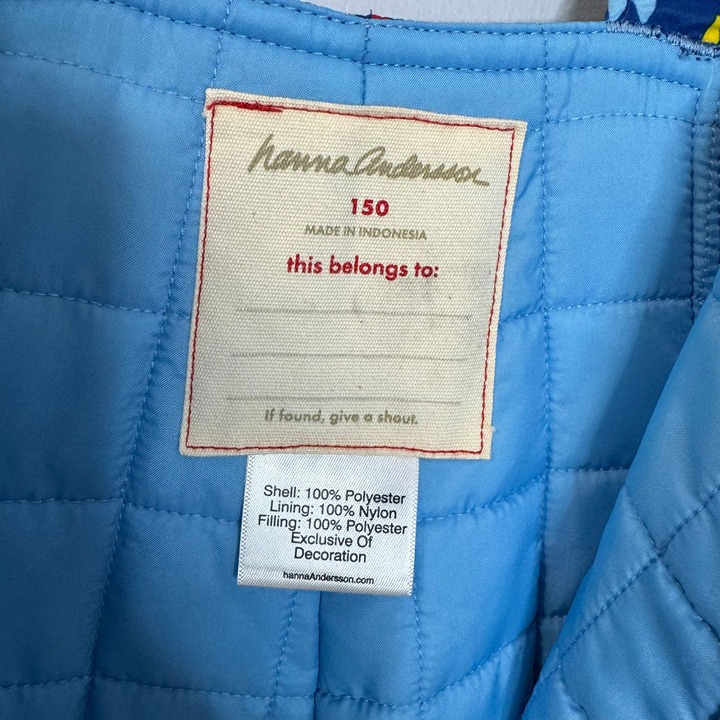 hanna Andersson
150
MADE IN INDONESIA
this belongs to:
If found, give a shout.
Shell: 100% Polyester
Lining: 100% Nylon
Filling: 100% Polyester
Exclusive Of
Decoration
hannaAndersson.com